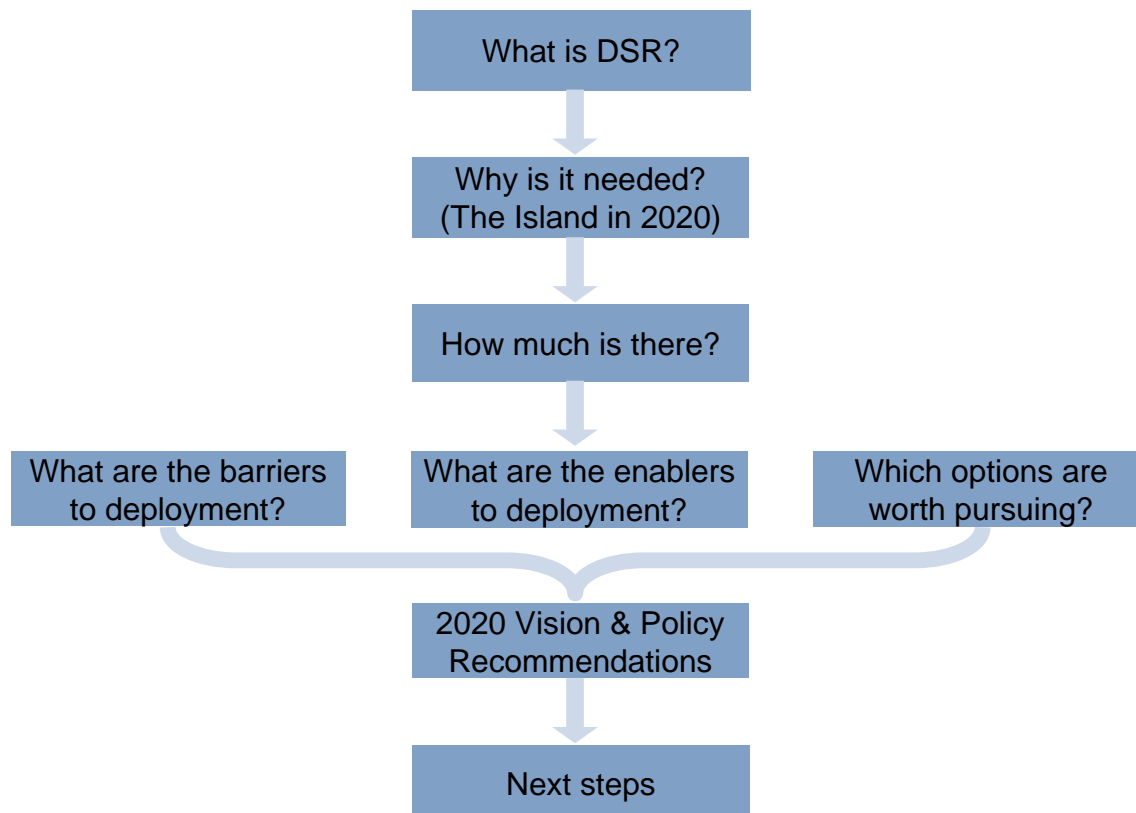 What is DSR?
Why is it needed?
(The Island in 2020)
How much is there?
What are the barriers
to deployment?
What are the enablers
to deployment?
Which options are
worth pursuing?
2020 Vision & Policy
Recommendations
Next steps